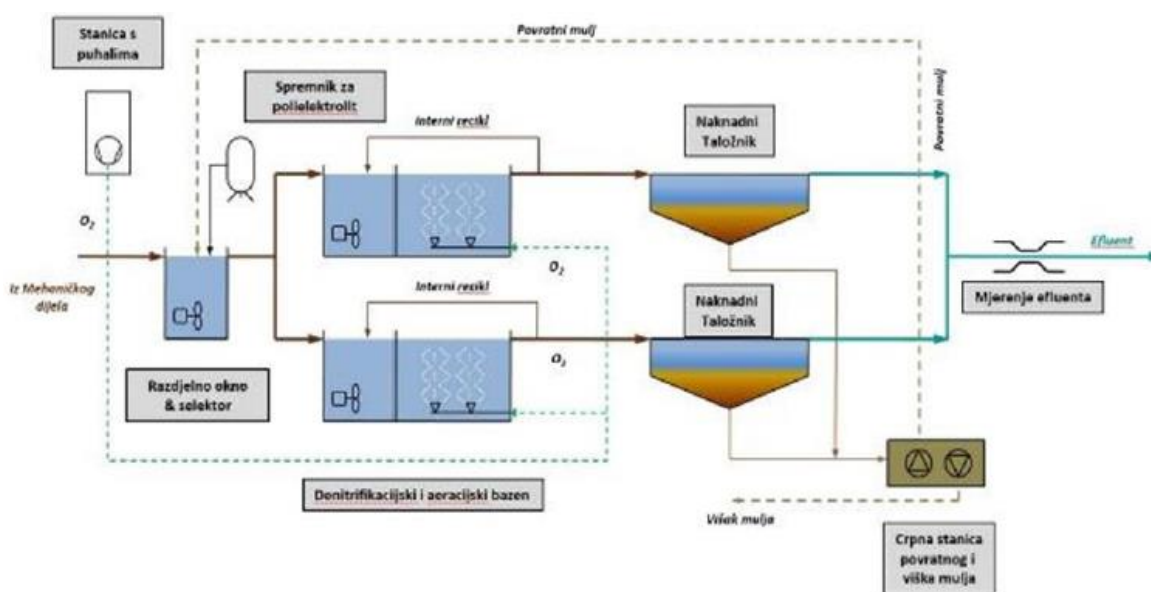 Stanica s
puhalima
Povratni mulj
Spremnik za
polielektrolit
Interni recikl
Naknadni
Taložnik
Povratni mulj
O2
Iz Mehaničkog
dijela
O2
Efluent
Mjerenje efluenta
Interni recikl
Naknadni
Taložnik
O2
Razdjelno okno
& selektor
Denitrifikacijski i aeracijski bazen
Višak mulja
Crpna stanica
povratnog i
viška mulja